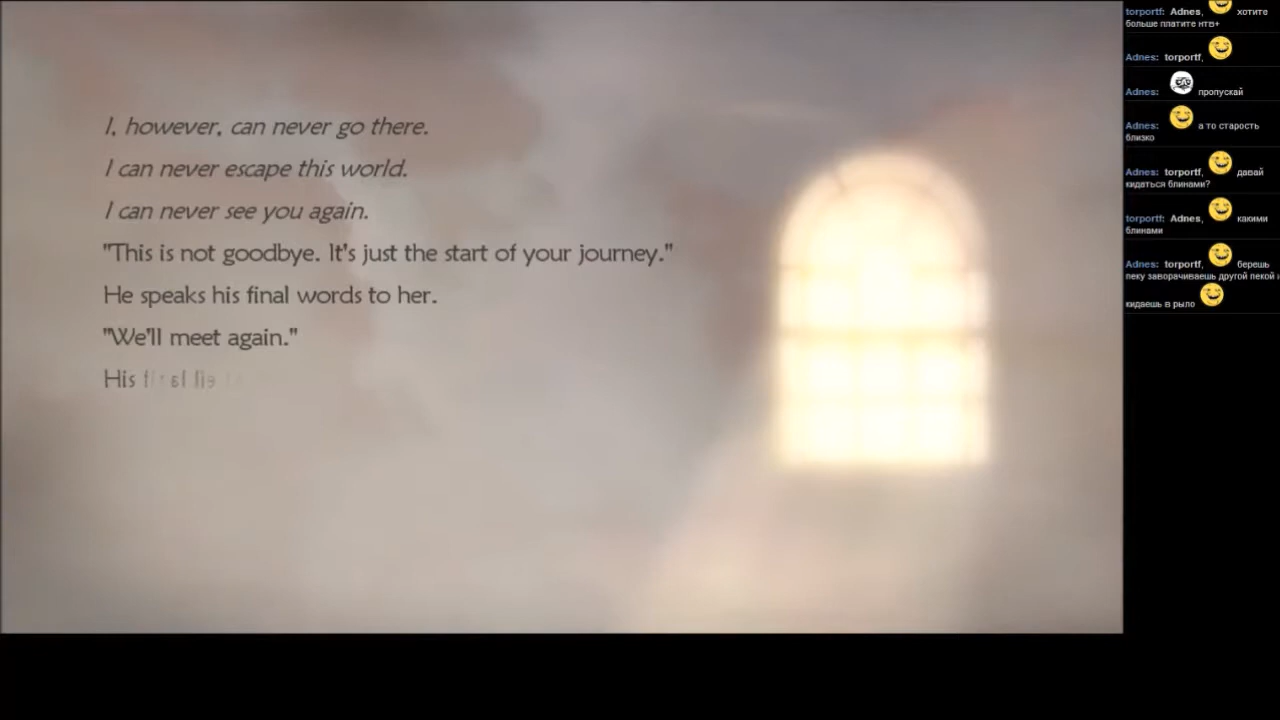 I, however, can never go there.
I can never escape this world.
I can never see you again.
"This is not goodbye. It's just the start of your journey."
He speaks his final words to her.
"We'll meet again."
His final lie
torportf: Adnes, хотите
больше платите нтв+
Adnes: torportf,
Adnes: пропускай
Adnes: а то старость
близко
Adnes: torportf, давай
кидаться блинами?
torportf: Adnes, какими
блинами
Adnes: torportf, берешь
пеку заворачиваешь другой пекой и
кидаешь в рыло